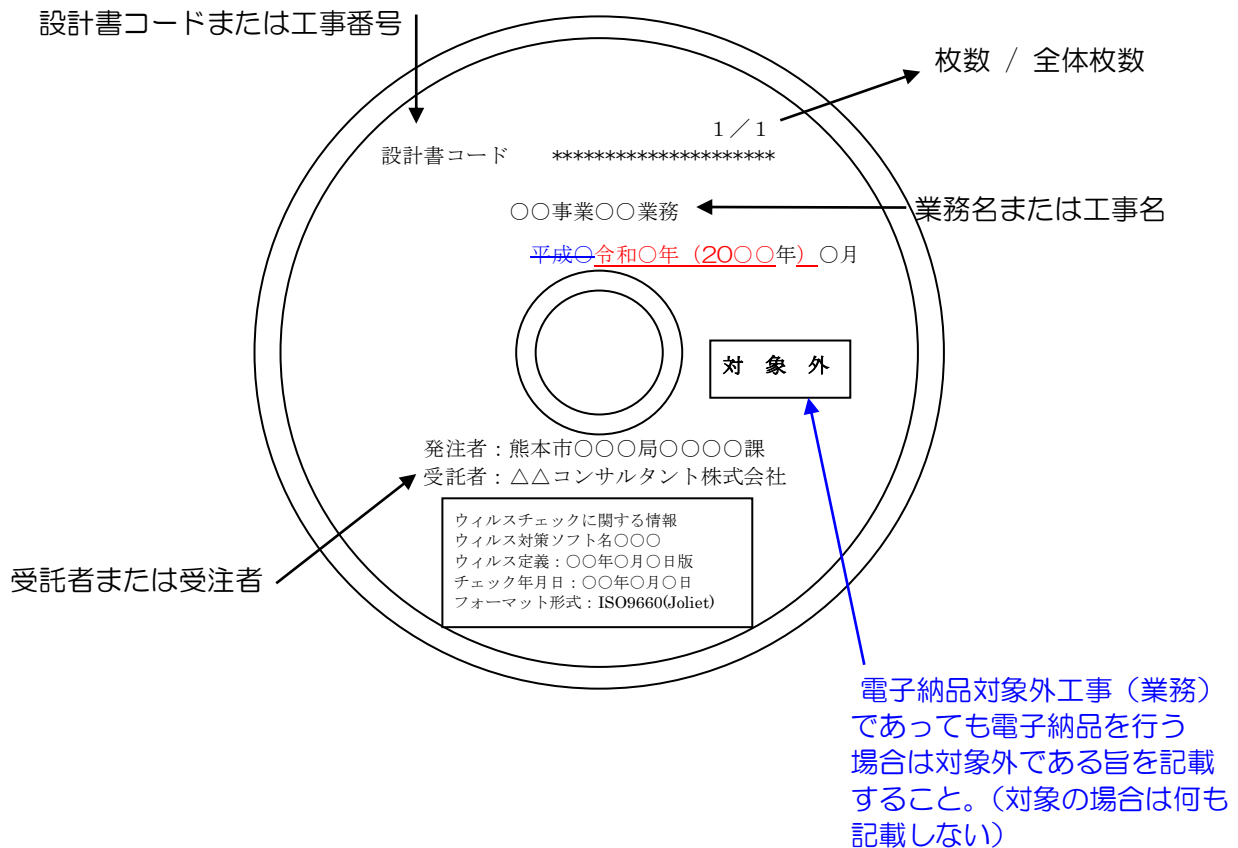 設計書コードまたは工事番号
枚数 / 全体枚数
1／1
設計書コード *********************
○○事業○○業務
業務名または工事名
平成○令和○年（20○○年）○月
対 象 外
発注者：熊本市○○○局○○○○課
受託者：△△コンサルタント株式会社
ウィルスチェックに関する情報
ウィルス対策ソフト名○○○
ウィルス定義：○○年○月○日版
チェック年月日：○○年○月○日
フォーマット形式：ISO9660(Joliet)
受託者または受注者
電子納品対象外工事（業務）
であっても電子納品を行う
場合は対象外である旨を記載
すること。（対象の場合は何も
記載しない）